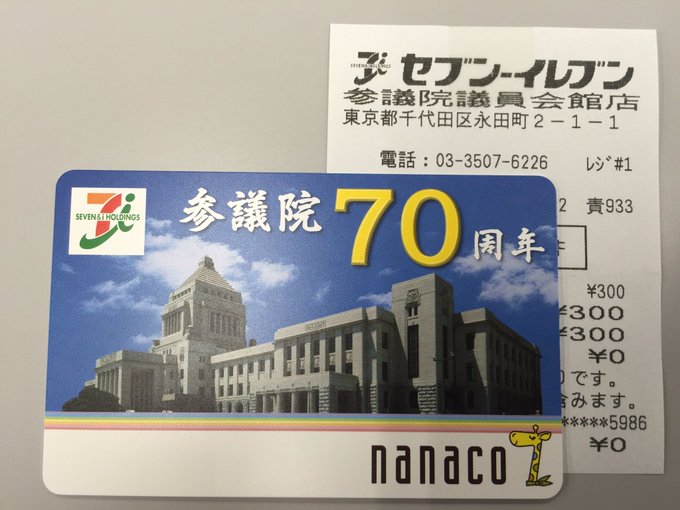 セブン-イレブン
参議院議員会館店
東京都千代田区永田町2-1-1
電話：03-3507-6226 レジ#1
2 責933
¥300
¥300
¥300
¥0
です。
含みます。
******5986
¥0
SEVEN&i HOLDINGS
参議院70周年
nanaco